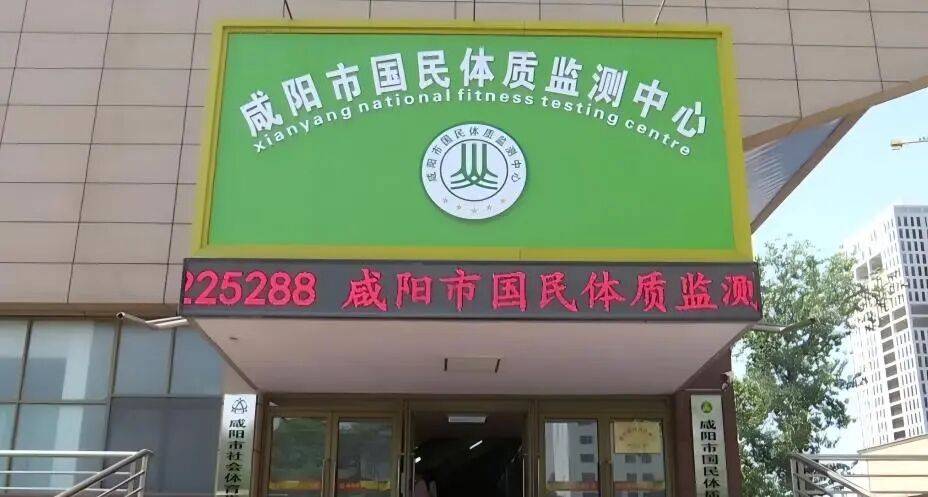 咸阳市国民体质监测中心
xianyang national fitness testing centre
咸阳市国民体质监测中心
225288 咸阳市国民体质监测
咸阳市社会体育
咸阳市国民体质